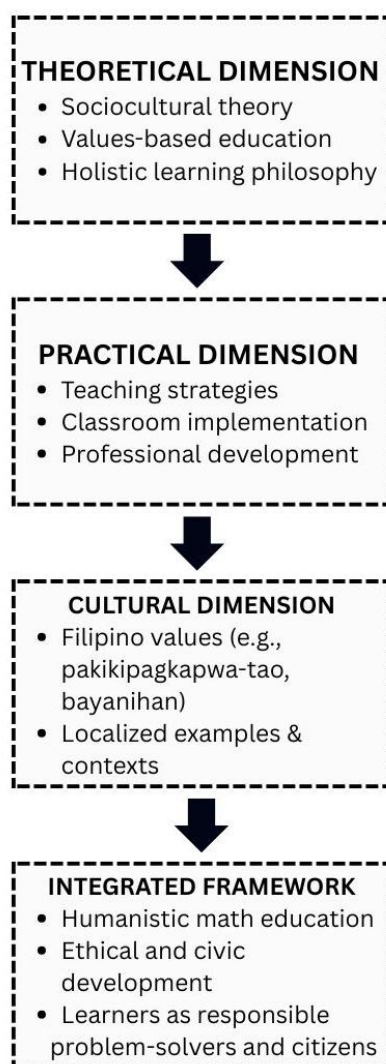 THEORETICAL DIMENSION
• Sociocultural theory
• Values-based education
• Holistic learning philosophy
PRACTICAL DIMENSION
• Teaching strategies
• Classroom implementation
• Professional development
CULTURAL DIMENSION
• Filipino values (e.g.,
pakikipagkapwa-tao,
bayanihan)
• Localized examples &
contexts
INTEGRATED FRAMEWORK
• Humanistic math education
• Ethical and civic
development
• Learners as responsible
problem-solvers and citizens